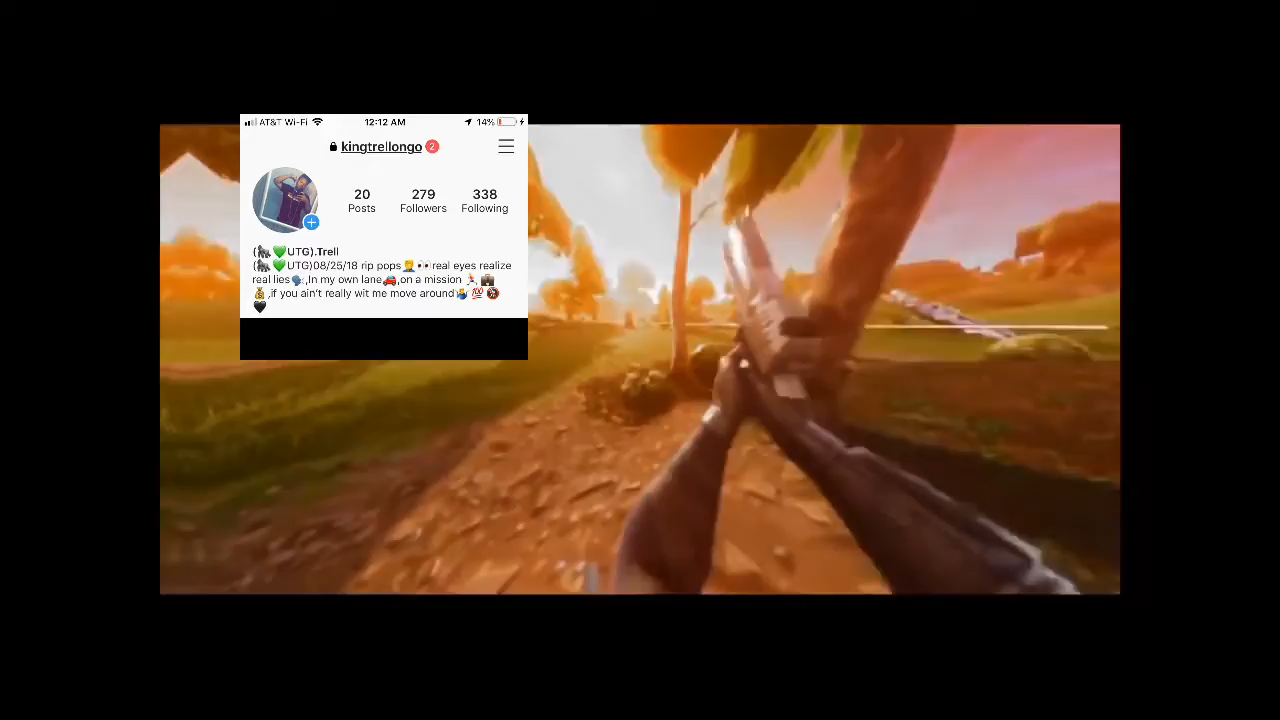 AT&T Wi-Fi 12:12 AM 14%
kingtrellongo 2
20 279 338
Posts Followers Following
(🦍💚UTG).Trell
(🦍💚UTG)08/25/18 rip pops🤦‍♂️👀real eyes realize
real lies🗣,In my own lane🚗,on a mission🏃💼
💰,if you ain't really wit me move around🤷‍♂️💯🚷
🖤